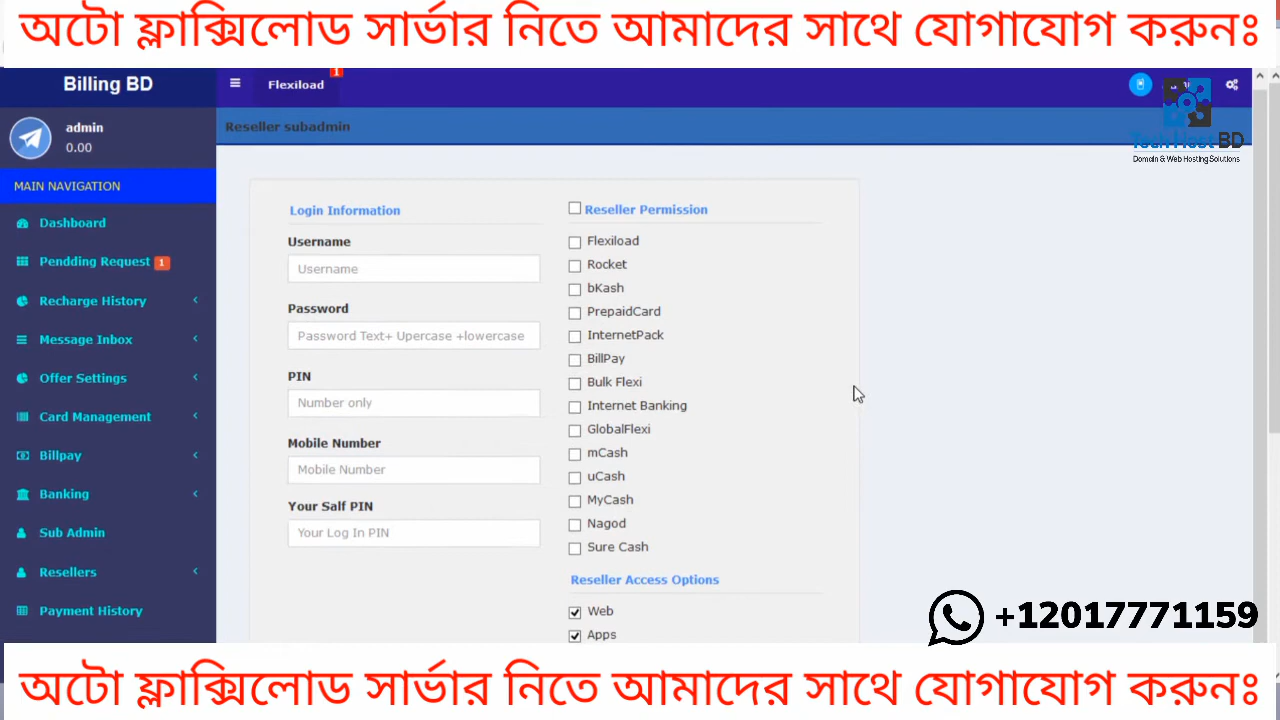 অটো ফ্লাক্সিলোড সার্ভার নিতে আমাদের সাথে যোগাযোগ করুনঃ
Billing BD
Flexiload
1
admin
0.00
Reseller subadmin
Tech Host BD
Domain & Web Hosting Solutions
MAIN NAVIGATION
Dashboard
Pendding Request 1
Recharge History
Message Inbox
Offer Settings
Card Management
Billpay
Banking
Sub Admin
Resellers
Payment History
Login Information
Username
Username
Password
Password Text+ Upercase +lowercase
PIN
Number only
Mobile Number
Mobile Number
Your Salf PIN
Your Log In PIN
Reseller Permission
Flexiload
Rocket
bKash
PrepaidCard
InternetPack
BillPay
Bulk Flexi
Internet Banking
GlobalFlexi
mCash
uCash
MyCash
Nagod
Sure Cash
Reseller Access Options
Web
Apps
+12017771159
অটো ফ্লাক্সিলোড সার্ভার নিতে আমাদের সাথে যোগাযোগ করুনঃ